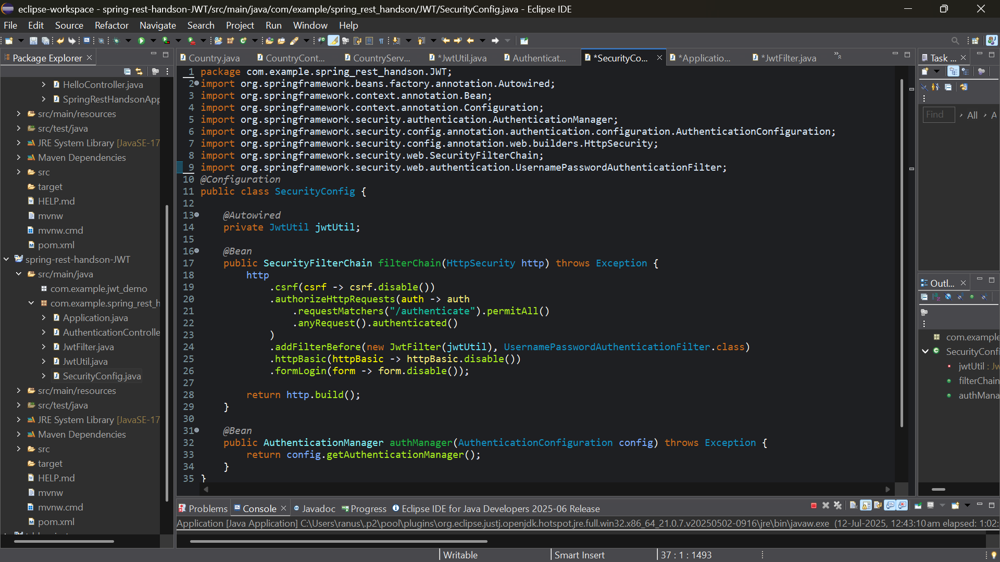 eclipse-workspace - spring-rest-handson-JWT/src/main/java/com/example/spring_rest_handson/JWT/SecurityConfig.java - Eclipse IDE
File Edit Source Refactor Navigate Search Project Run Window Help
Package Explorer
HelloController.java
SpringRestHandsonApp
src/main/resources
src/test/java
JRE System Library [JavaSE-17
Maven Dependencies
src
target
HELP.md
mvnw
mvnw.cmd
pom.xml
spring-rest-handson-JWT
src/main/java
com.example.jwt_demo
com.example.spring_rest_h
Application.java
AuthenticationControlle
JwtFilter.java
JwtUtil.java
SecurityConfig.java
src/main/resources
src/test/java
JRE System Library [JavaSE-17
Maven Dependencies
src
target
HELP.md
mvnw
mvnw.cmd
pom.xml
Country.java CountryCont... CountryServ... *JwtUtil.java Authenticat... *SecurityCo... *Applicatio... *JwtFilter.java »8
1 package com.example.spring_rest_handson.JWT;
2 import org.springframework.beans.factory.annotation.Autowired;
3 import org.springframework.context.annotation.Bean;
4 import org.springframework.context.annotation.Configuration;
5 import org.springframework.security.authentication.AuthenticationManager;
6 import org.springframework.security.config.annotation.authentication.configuration.AuthenticationConfiguration;
7 import org.springframework.security.config.annotation.web.builders.HttpSecurity;
8 import org.springframework.security.web.SecurityFilterChain;
9 import org.springframework.security.web.authentication.UsernamePasswordAuthenticationFilter;
10 @Configuration
11 public class SecurityConfig {
12
13 @Autowired
14 private JwtUtil jwtUtil;
15
16 @Bean
17 public SecurityFilterChain filterChain(HttpSecurity http) throws Exception {
18 http
19 .csrf(csrf -> csrf.disable())
20 .authorizeHttpRequests(auth -> auth
21 .requestMatchers("/authenticate").permitAll()
22 .anyRequest().authenticated()
23 )
24 .addFilterBefore(new JwtFilter(jwtUtil), UsernamePasswordAuthenticationFilter.class)
25 .httpBasic(httpBasic -> httpBasic.disable())
26 .formLogin(form -> form.disable());
27
28 return http.build();
29 }
30
31 @Bean
32 public AuthenticationManager authManager(AuthenticationConfiguration config) throws Exception {
33 return config.getAuthenticationManager();
34 }
35 }
Task ...
Find All A
Outl...
com.example
SecurityConfi
jwtUtil : Jw
filterChain
authMana
Problems Console Javadoc Progress Eclipse IDE for Java Developers 2025-06 Release
Application [Java Application] C:\Users\ranus\.p2\pool\plugins\org.eclipse.justj.openjdk.hotspot.jre.full.win32.x86_64_21.0.7.v20250502-0916\jre\bin\javaw.exe (12-Jul-2025, 12:43:10 am elapsed: 1:02:
Writable Smart Insert 37 : 1 : 1493